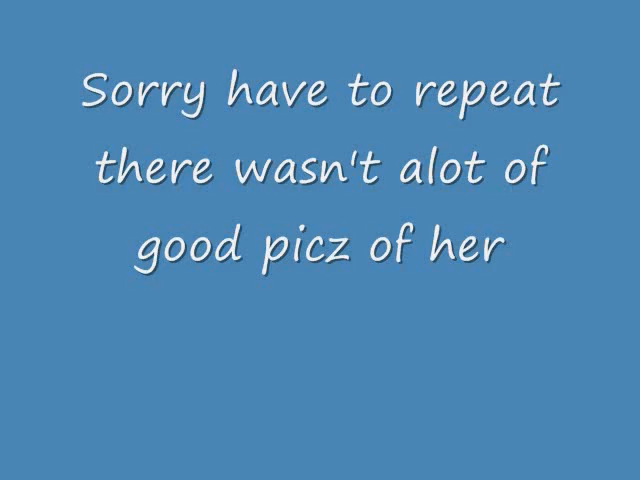 Sorry have to repeat
there wasn't alot of
good picz of her